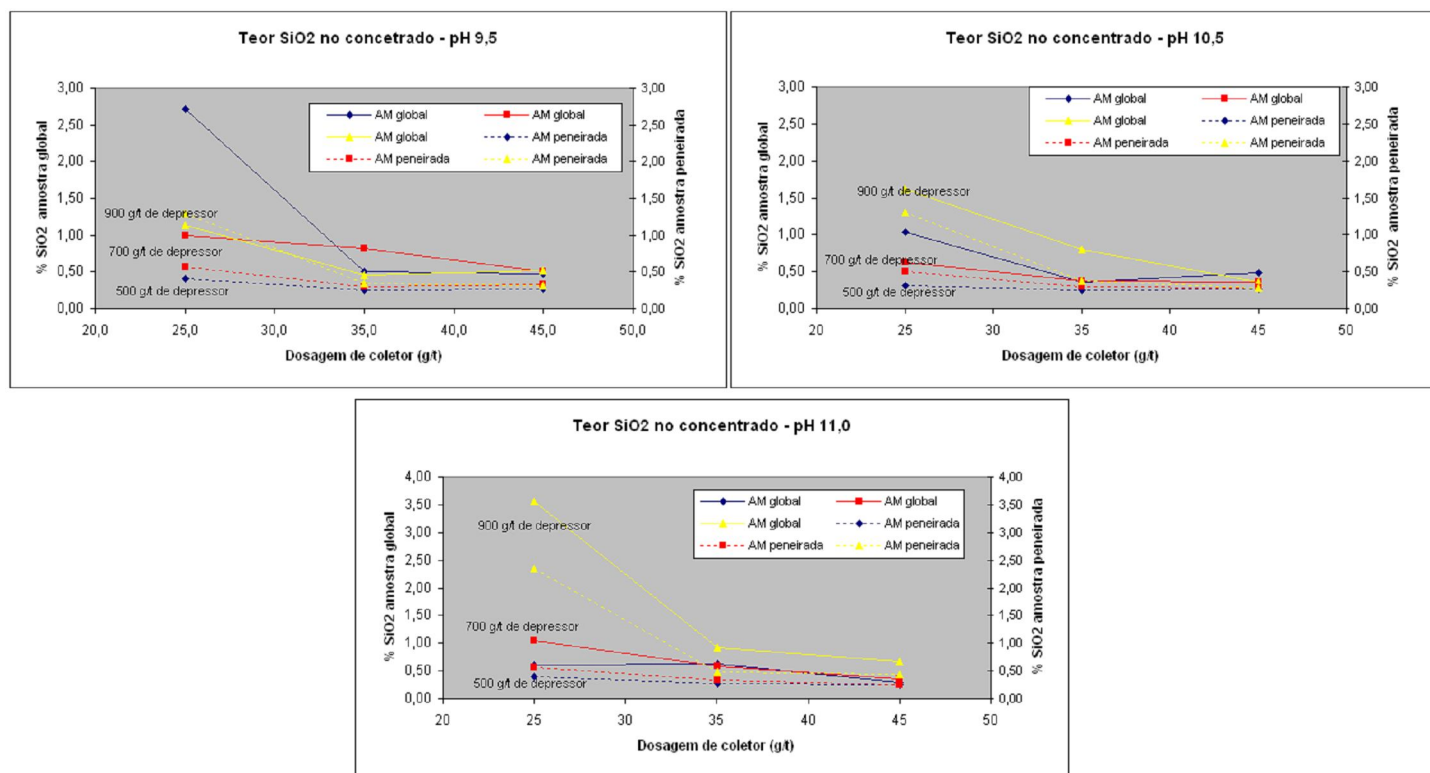 Teor SiO2 no concetrado - pH 9,5
% SiO2 amostra global
3,00
2,50
2,00
1,50
1,00
0,50
0,00
AM global
AM global
AM global
AM peneirada
AM peneirada
AM peneirada
900 g/t de depressor
700 g/t de depressor
500 g/t de depressor
3,00
2,50
2,00
1,50
1,00
0,50
0,00
% SiO2 amostra peneirada
20,0 25,0 30,0 35,0 40,0 45,0 50,0
Dosagem de coletor (g/t)
Teor SiO2 no concentrado - pH 10,5
% SiO2 amostra global
3,00
2,50
2,00
1,50
1,00
0,50
0,00
AM global
AM global
AM global
AM peneirada
AM peneirada
AM peneirada
900 g/t de depressor
700 g/t de depressor
500 g/t de depressor
3,00
2,50
2,00
1,50
1,00
0,50
0,00
% SiO2 amostra peneirada
20 25 30 35 40 45 50
Dosagem de coletor (g/t)
Teor SiO2 no concentrado - pH 11,0
% SiO2 amostra global
4,00
3,50
3,00
2,50
2,00
1,50
1,00
0,50
0,00
AM global
AM global
AM global
AM peneirada
AM peneirada
AM peneirada
900 g/t de depressor
700 g/t de depressor
500 g/t de depressor
4,00
3,50
3,00
2,50
2,00
1,50
1,00
0,50
0,00
% SiO2 amostra peneirada
20 25 30 35 40 45 50
Dosagem de coletor (g/t)